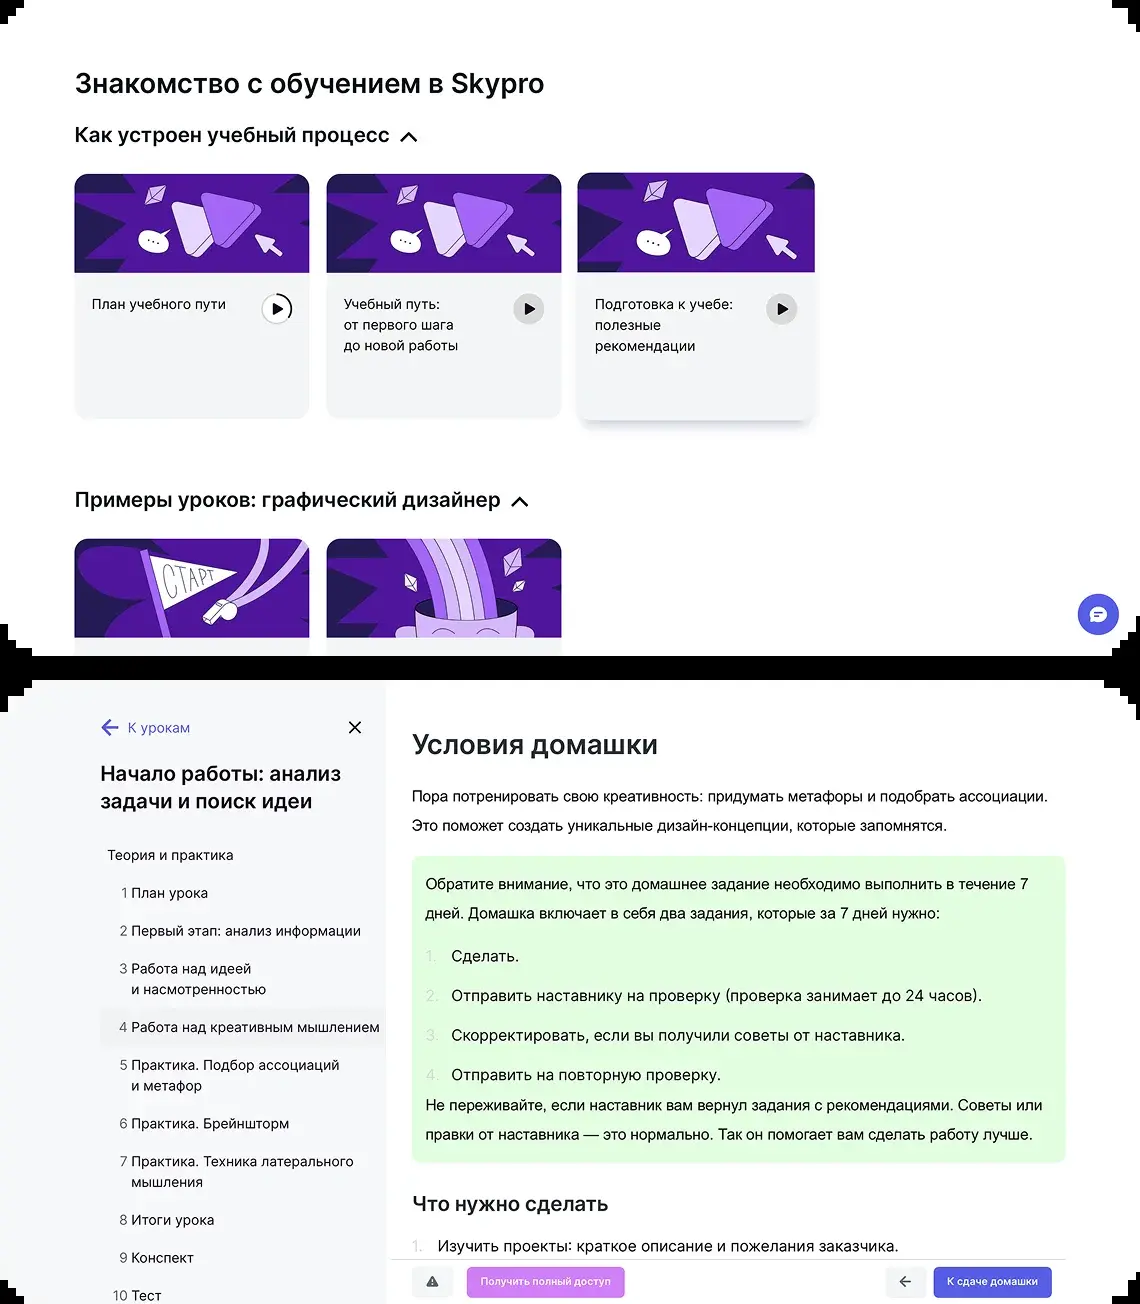 Знакомство с обучением в Skypro
Как устроен учебный процесс
План учебного пути
Учебный путь:
от первого шага
до новой работы
Подготовка к учебе:
полезные
рекомендации
Примеры уроков: графический дизайнер
СТАРТ
К урокам
Начало работы: анализ
задачи и поиск идеи
Теория и практика
1 План урока
2 Первый этап: анализ информации
3 Работа над идеей
и насмотренностью
4 Работа над креативным мышлением
5 Практика. Подбор ассоциаций
и метафор
6 Практика. Брейншторм
7 Практика. Техника латерального
мышления
8 Итоги урока
9 Конспект
10 Тест
Условия домашки
Пора потренировать свою креативность: придумать метафоры и подобрать ассоциации.
Это поможет создать уникальные дизайн-концепции, которые запомнятся.
Обратите внимание, что это домашнее задание необходимо выполнить в течение 7
дней. Домашка включает в себя два задания, которые за 7 дней нужно:
1. Сделать.
2. Отправить наставнику на проверку (проверка занимает до 24 часов).
3. Скорректировать, если вы получили советы от наставника.
4. Отправить на повторную проверку.
Не переживайте, если наставник вам вернул задания с рекомендациями. Советы или
правки от наставника — это нормально. Так он помогает вам сделать работу лучше.
Что нужно сделать
1. Изучить проекты: краткое описание и пожелания заказчика.
Получить полный доступ
К сдаче домашки